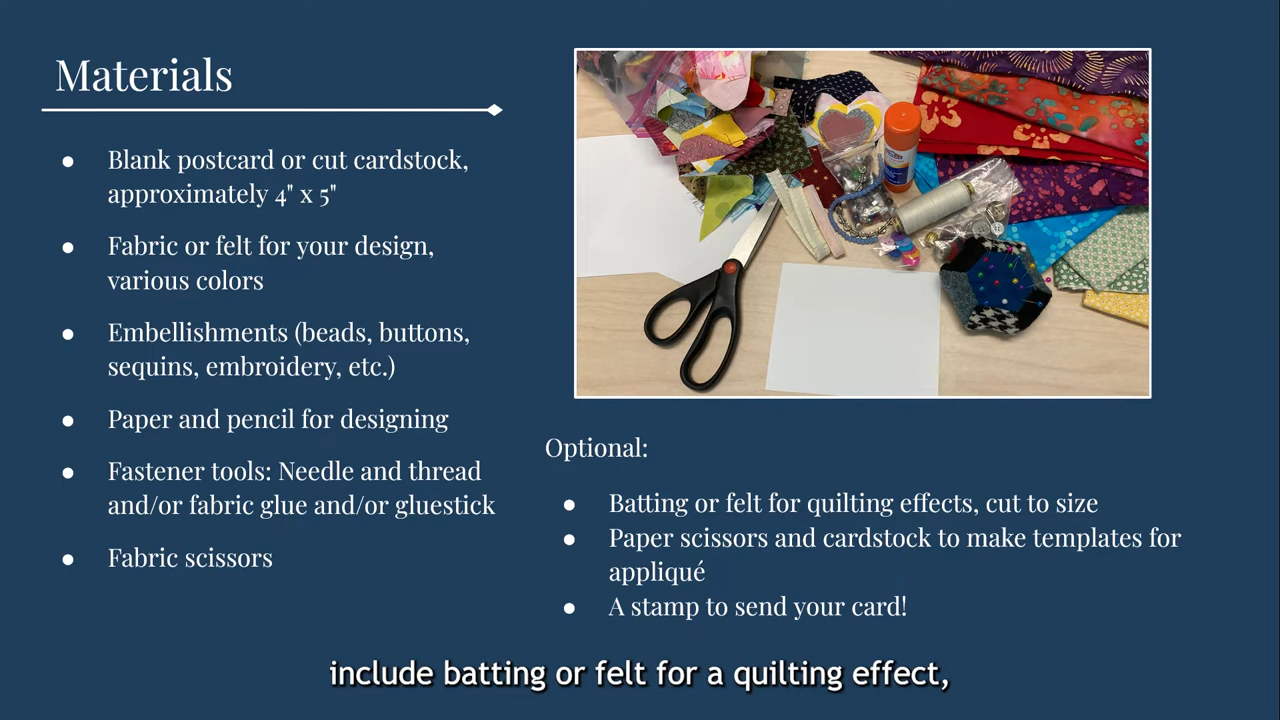 Materials
● Blank postcard or cut cardstock,
approximately 4" x 5"
● Fabric or felt for your design,
various colors
● Embellishments (beads, buttons,
sequins, embroidery, etc.)
● Paper and pencil for designing
● Fastener tools: Needle and thread
and/or fabric glue and/or gluestick
● Fabric scissors
Optional:
● Batting or felt for quilting effects, cut to size
● Paper scissors and cardstock to make templates for
appliqué
● A stamp to send your card!
include batting or felt for a quilting effect,